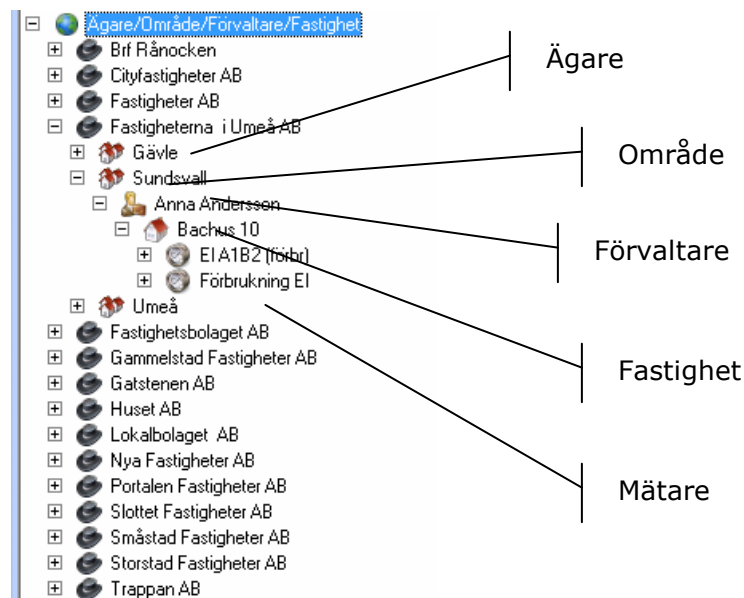 Ägare/Område/Förvaltare/Fastighet
Brf Rånocken
Cityfastigheter AB
Fastigheter AB
Fastigheterna i Umeå AB
Gävle
Sundsvall
Anna Andersson
Bachus 10
El A1B2 (förbr)
Förbrukning El
Umeå
Fastighetsbolaget AB
Gammelstad Fastigheter AB
Gatstenen AB
Huset AB
Lokalbolaget AB
Nya Fastigheter AB
Portalen Fastigheter AB
Slottet Fastigheter AB
Småstad Fastigheter AB
Storstad Fastigheter AB
Trappan AB
Ägare
Område
Förvaltare
Fastighet
Mätare